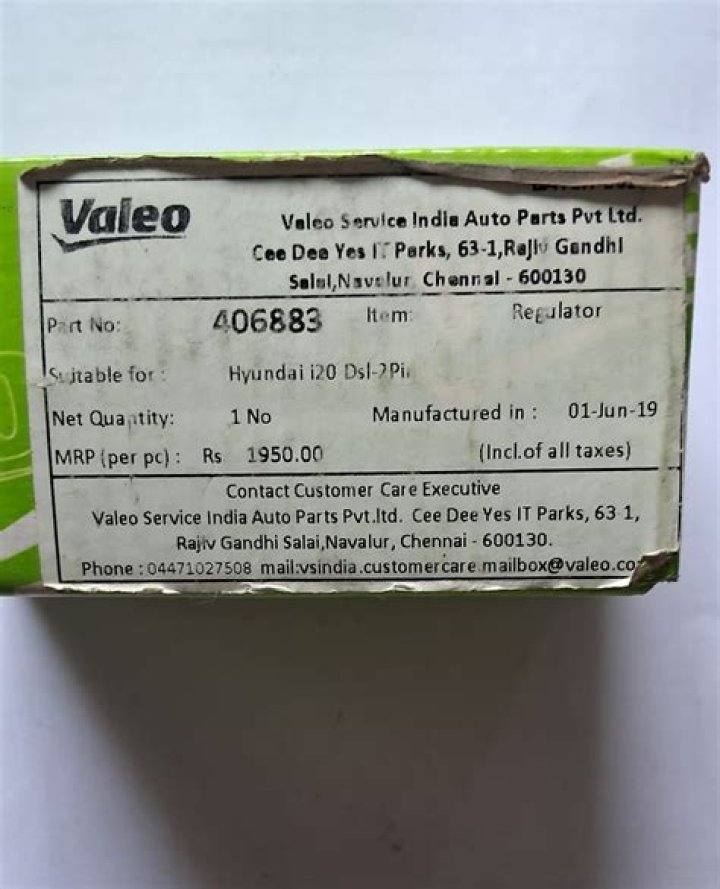 Valeo
Valeo Service India Auto Parts Pvt Ltd.
Cee Dee Yes IT Parks, 63-1,Rajiv Gandhi
Salai,Navalur Chennai - 600130
Part No: 406883 Item: Regulator
Suitable for : Hyundai i20 Dsl-2Pin
Net Quantity: 1 No Manufactured in : 01-Jun-19
MRP (per pc) : Rs 1950.00 (Incl.of all taxes)
Contact Customer Care Executive
Valeo Service India Auto Parts Pvt.ltd. Cee Dee Yes IT Parks, 63 1,
Rajiv Gandhi Salai,Navalur, Chennai - 600130.
Phone : 04471027508 mail:vsindia.customercare.mailbox@valeo.co